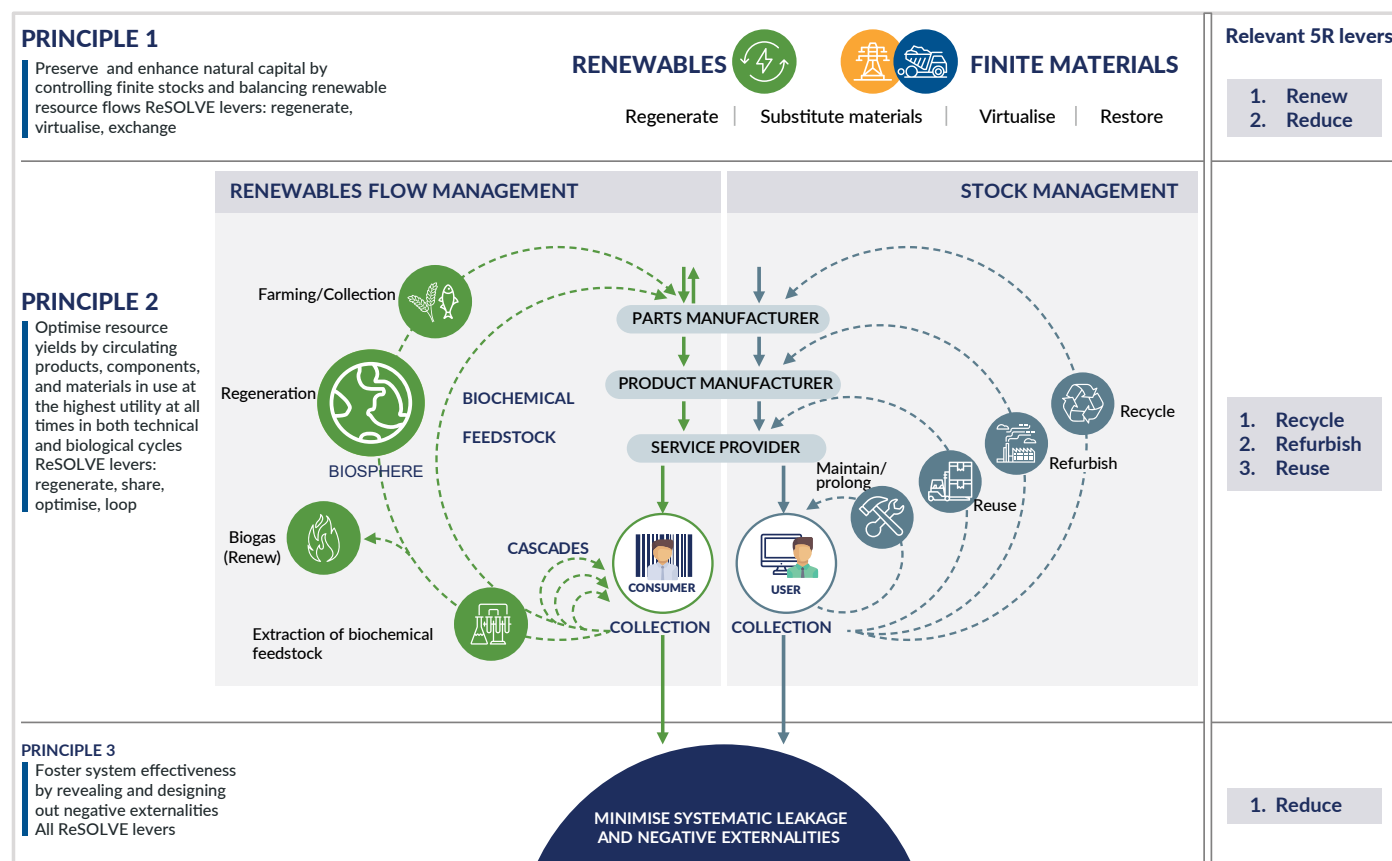 PRINCIPLE 1
Preserve and enhance natural capital by
controlling finite stocks and balancing renewable
resource flows ReSOLVE levers: regenerate,
virtualise, exchange
RENEWABLES
FINITE MATERIALS
Regenerate
Substitute materials
Virtualise
Restore
Relevant 5R levers
1. Renew
2. Reduce
RENEWABLES FLOW MANAGEMENT
STOCK MANAGEMENT
PRINCIPLE 2
Optimise resource
yields by circulating
products, components,
and materials in use at
the highest utility at all
times in both technical
and biological cycles
ReSOLVE levers:
regenerate, share,
optimise, loop
Farming/Collection
Regeneration
BIOSPHERE
Biogas
(Renew)
Extraction of biochemical
feedstock
BIOCHEMICAL
FEEDSTOCK
CASCADES
PARTS MANUFACTURER
PRODUCT MANUFACTURER
SERVICE PROVIDER
CONSUMER
COLLECTION
USER
COLLECTION
Maintain/
prolong
Reuse
Refurbish
Recycle
1. Recycle
2. Refurbish
3. Reuse
PRINCIPLE 3
Foster system effectiveness
by revealing and designing
out negative externalities
All ReSOLVE levers
MINIMISE SYSTEMATIC LEAKAGE
AND NEGATIVE EXTERNALITIES
1. Reduce